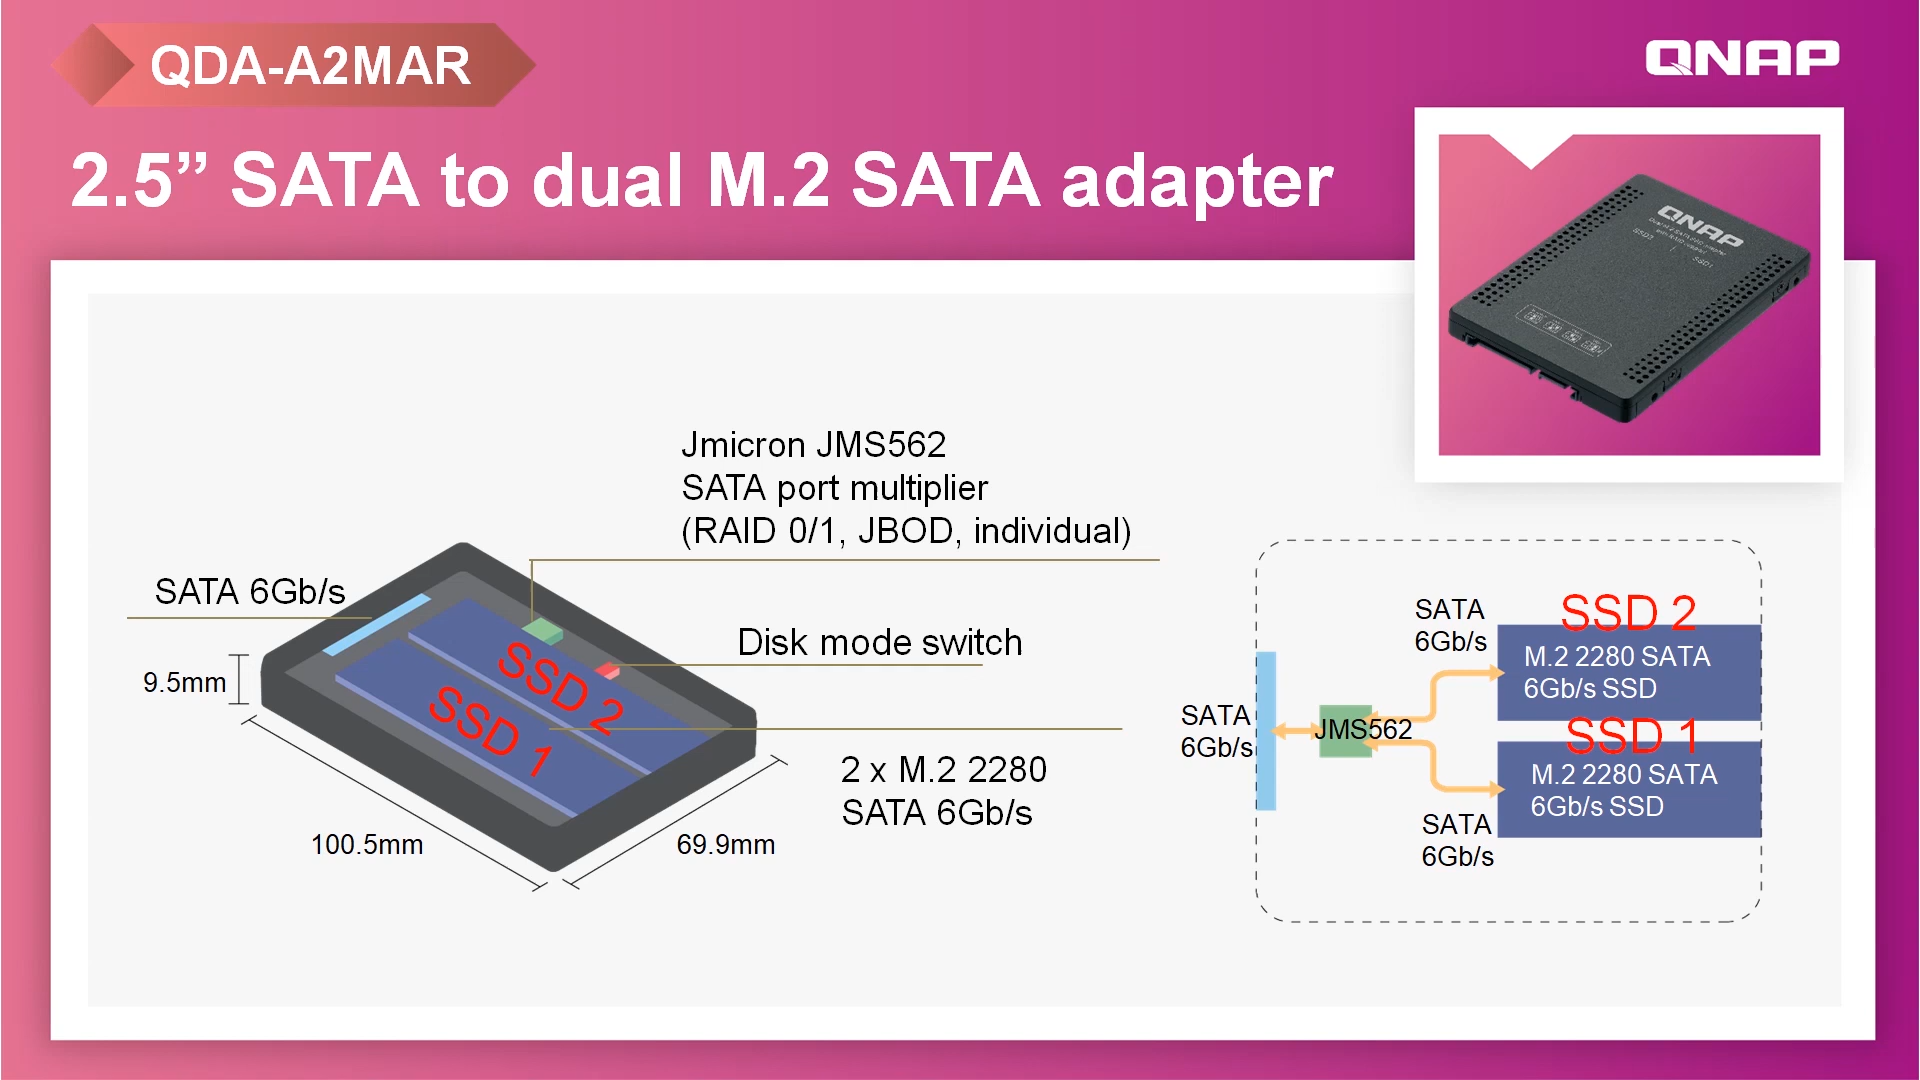 QDA-A2MAR
QNAP
2.5” SATA to dual M.2 SATA adapter
QNAP
SSD2
SSD1
Jmicron JMS562
SATA port multiplier
(RAID 0/1, JBOD, individual)
SATA 6Gb/s
Disk mode switch
9.5mm
SSD 2
SSD 1
2 x M.2 2280
SATA 6Gb/s
100.5mm
69.9mm
SATA
6Gb/s
SSD 2
M.2 2280 SATA
6Gb/s SSD
SATA
6Gb/s
JMS562
SSD 1
M.2 2280 SATA
6Gb/s SSD
SATA
6Gb/s